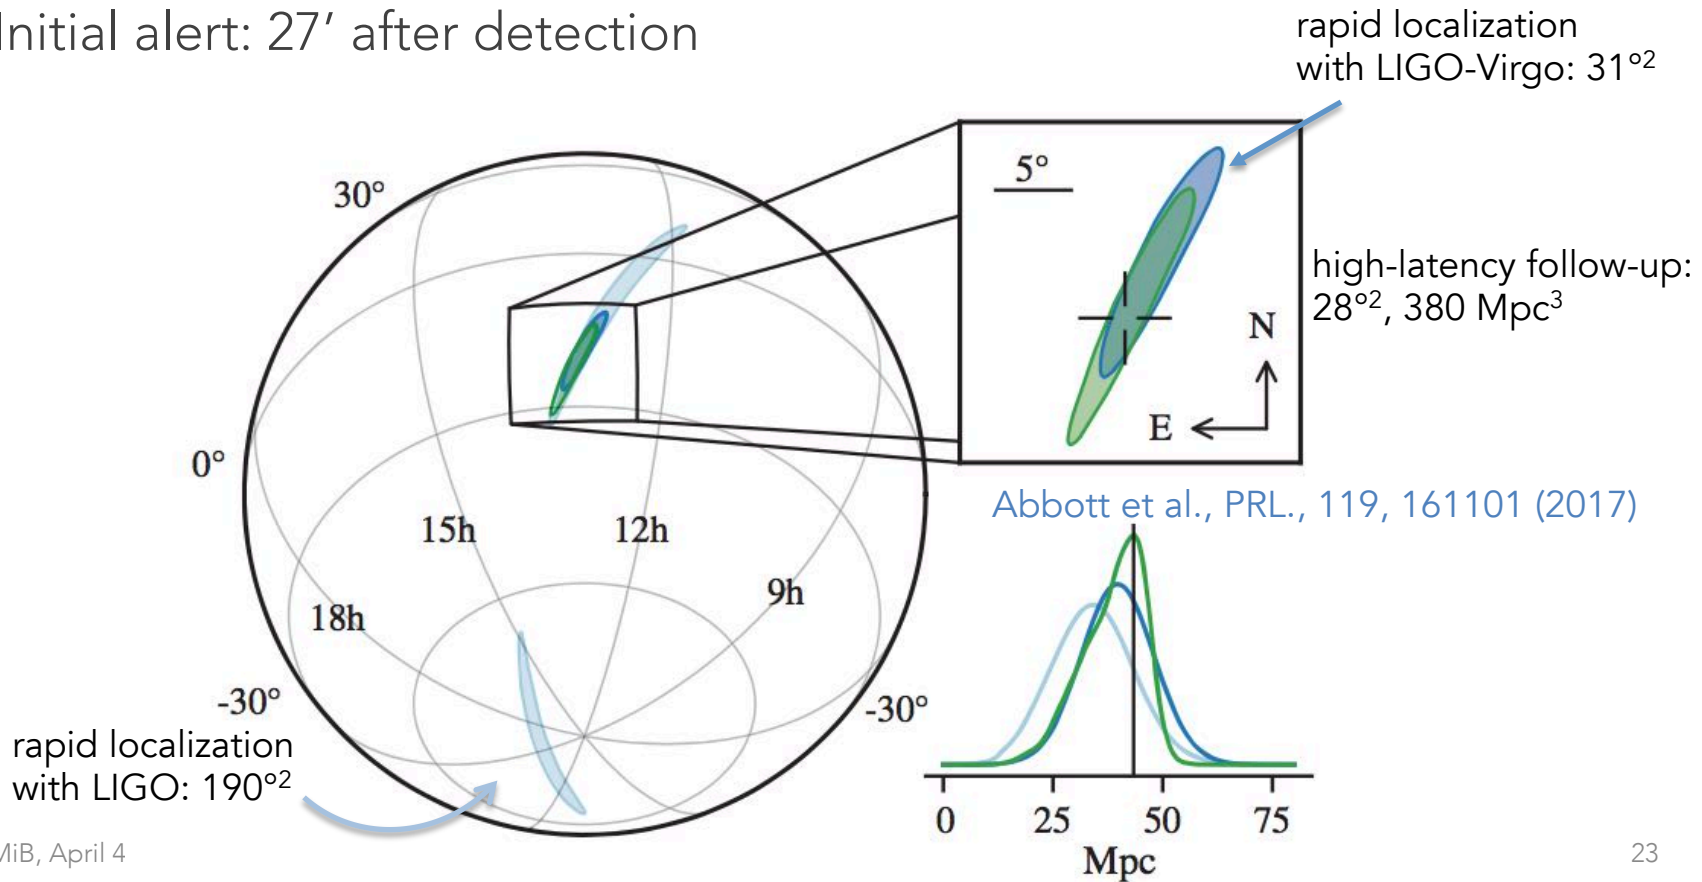 Initial alert: 27′ after detection
rapid localization
with LIGO-Virgo: 31°²
5°
30°
high-latency follow-up:
28°², 380 Mpc³
N
E
0°
Abbott et al., PRL., 119, 161101 (2017)
15h
12h
9h
18h
-30°
-30°
rapid localization
with LIGO: 190°²
0 25 50 75
Mpc
MiB, April 4
23